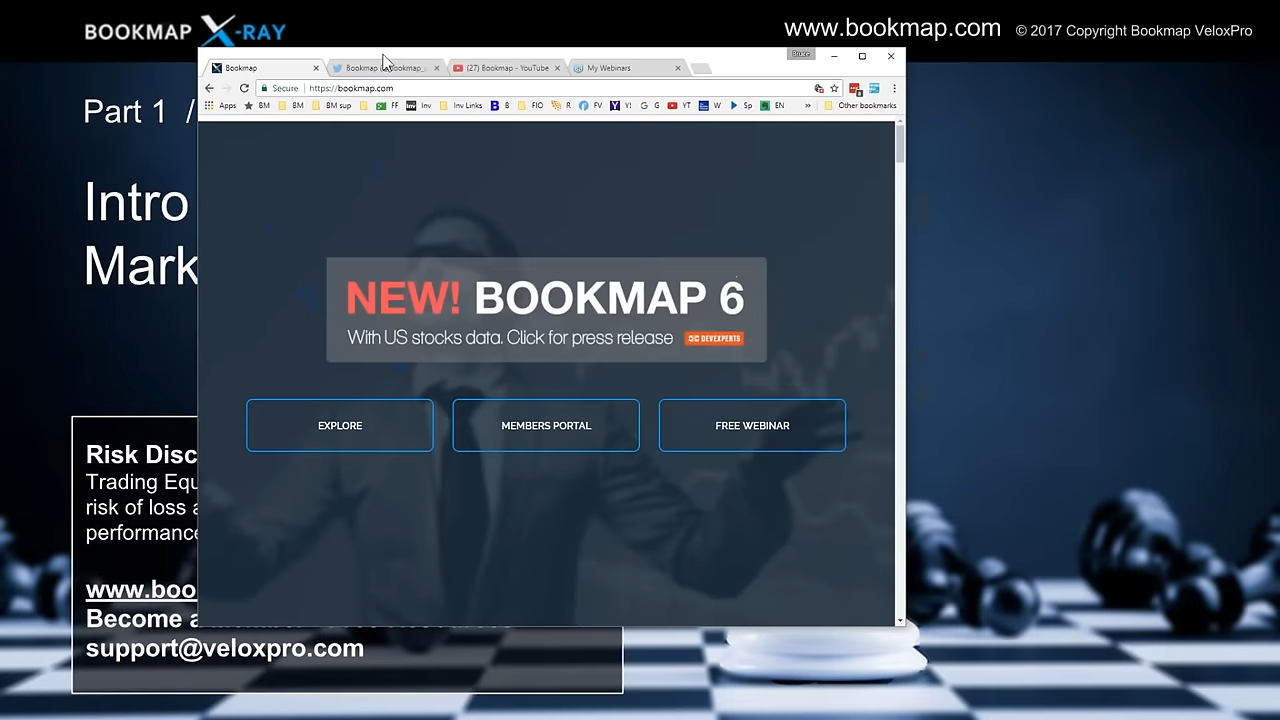 BOOKMAP X-RAY
www.bookmap.com © 2017 Copyright Bookmap VeloxPro
Bruce
Bookmap
Bookmap
(27) Bookmap - YouTube
My Webinars
Secure https://bookmap.com
Apps BM BM BM sup FF Inv Inv Links B FIO R FV Y! G YT W Sp EN » Other bookmarks
Part 1 /
Intro
Mark
NEW! BOOKMAP 6
With US stocks data. Click for press release DEVEXPERTS
EXPLORE
MEMBERS PORTAL
FREE WEBINAR
Risk Disc
Trading Equ
risk of loss a
performance
www.boo
Become a
support@veloxpro.com